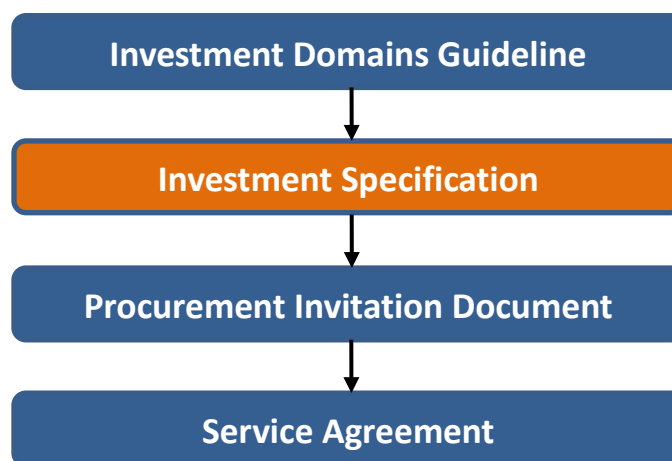 Investment Domains Guideline
Investment Specification
Procurement Invitation Document
Service Agreement